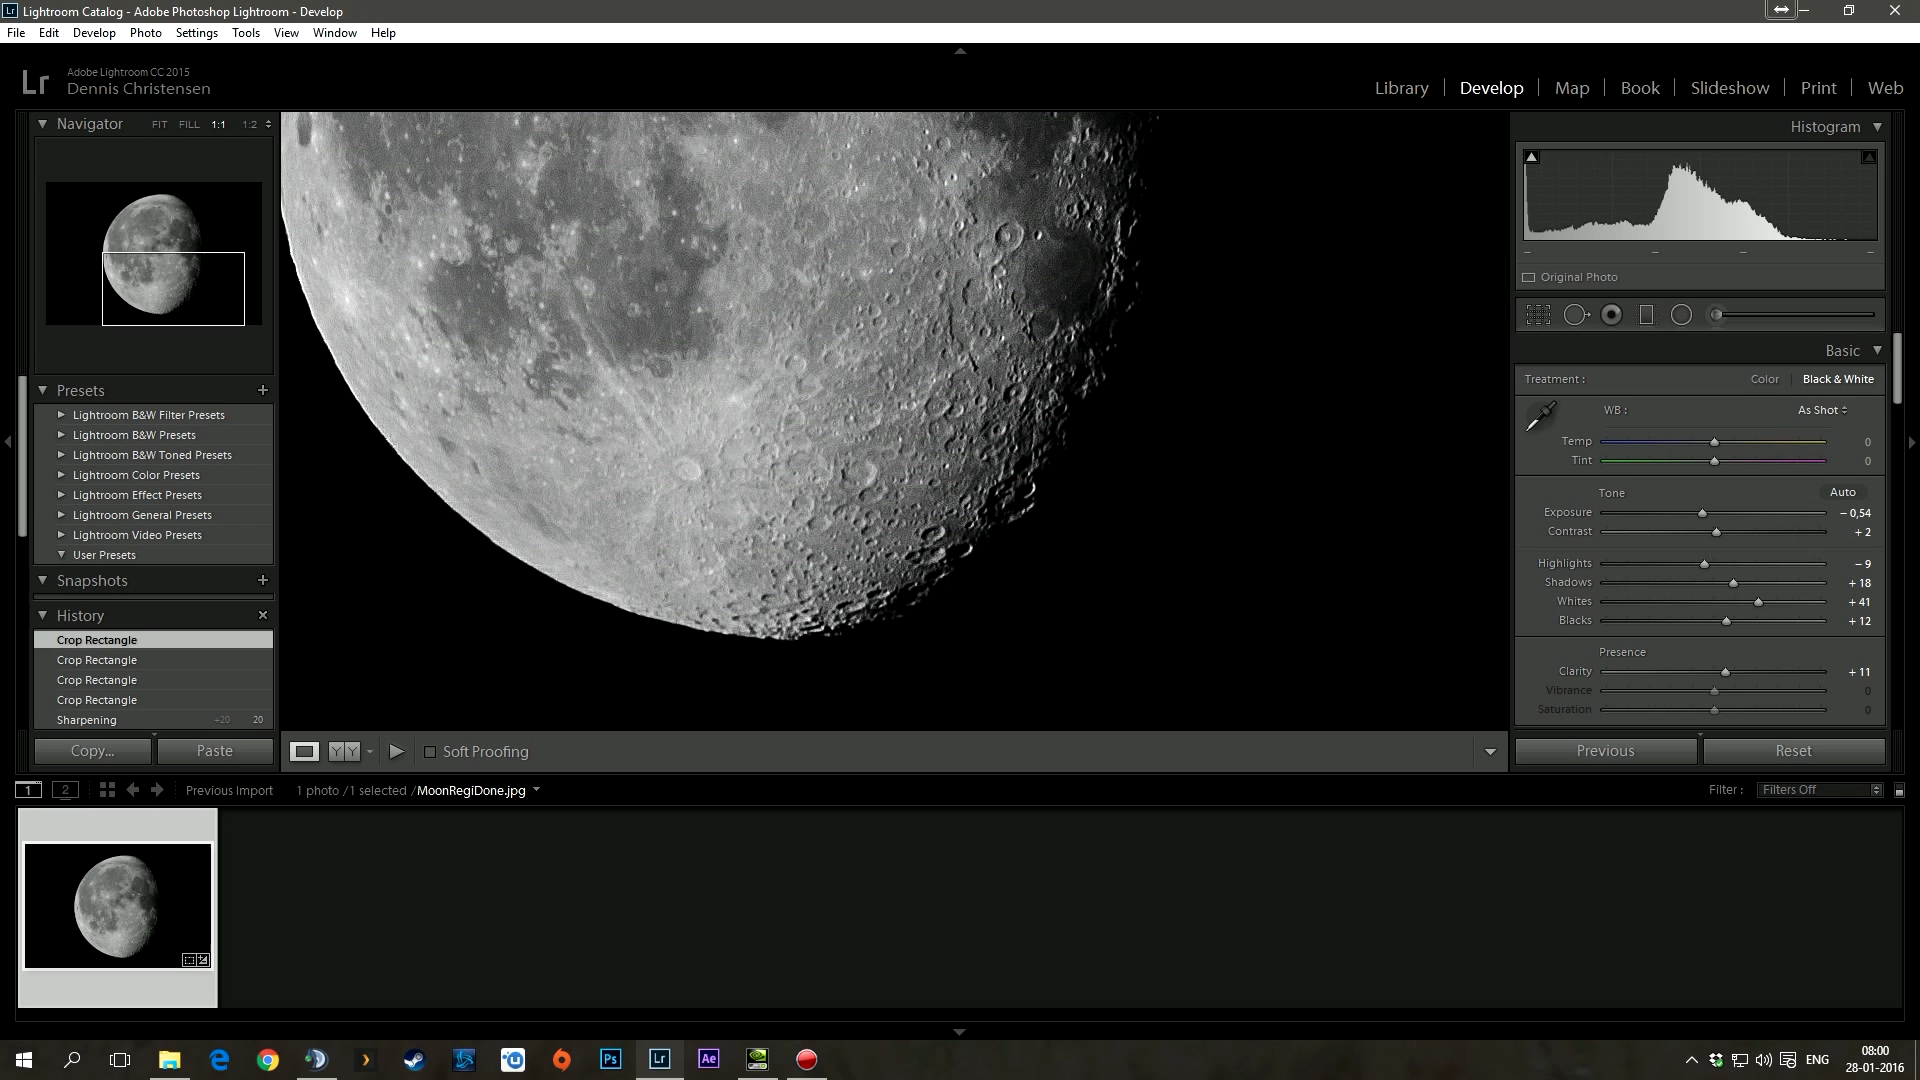 Lr Lightroom Catalog - Adobe Photoshop Lightroom - Develop
File Edit Develop Photo Settings Tools View Window Help
Lr Adobe Lightroom CC 2015
Dennis Christensen
Library Develop Map Book Slideshow Print Web
Navigator FIT FILL 1:1 1:2
Presets +
Lightroom B&W Filter Presets
Lightroom B&W Presets
Lightroom B&W Toned Presets
Lightroom Color Presets
Lightroom Effect Presets
Lightroom General Presets
Lightroom Video Presets
User Presets
Snapshots +
History
Crop Rectangle
Crop Rectangle
Crop Rectangle
Crop Rectangle
Sharpening +20 20
Copy... Paste
YY Soft Proofing
Histogram
Original Photo
Basic
Treatment : Color Black & White
WB : As Shot
Temp 0
Tint 0
Tone Auto
Exposure – 0,54
Contrast + 2
Highlights – 9
Shadows + 18
Whites + 41
Blacks + 12
Presence
Clarity + 11
Vibrance 0
Saturation 0
Previous Reset
1 2 Previous Import 1 photo / 1 selected / MoonRegiDone.jpg Filter : Filters Off
Ps Lr Ae ENG 08:00
28-01-2016